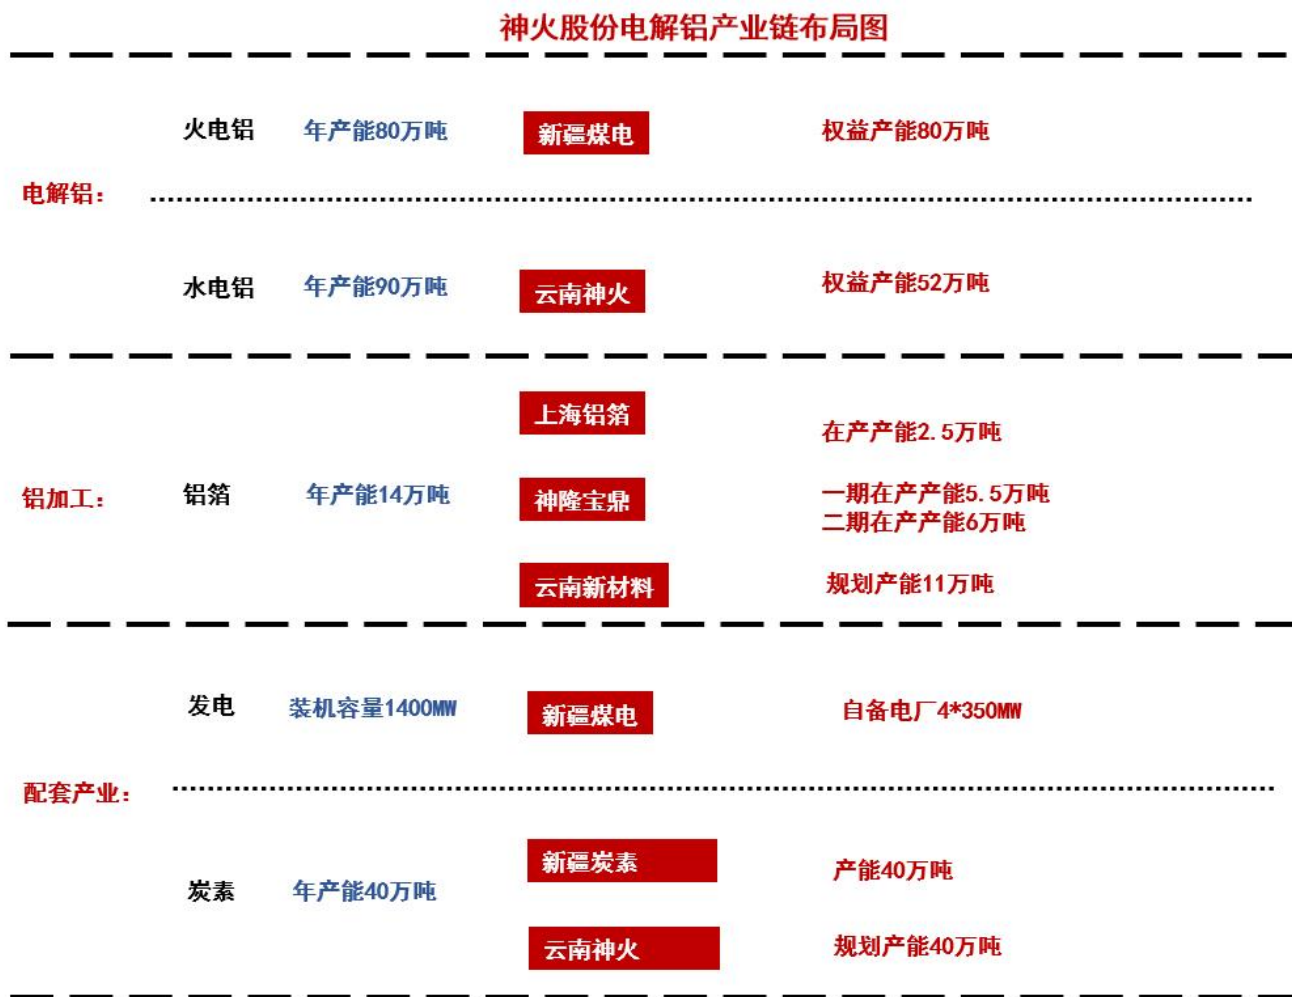 神火股份电解铝产业链布局图
火电铝 年产能80万吨 新疆煤电 权益产能80万吨
电解铝：
水电铝 年产能90万吨 云南神火 权益产能52万吨
上海铝箔 在产产能2.5万吨
铝加工： 铝箔 年产能14万吨 神隆宝鼎 一期在产产能5.5万吨
二期在产产能6万吨
云南新材料 规划产能11万吨
发电 装机容量1400MW 新疆煤电 自备电厂4*350MW
配套产业：
新疆炭素 产能40万吨
炭素 年产能40万吨
云南神火 规划产能40万吨